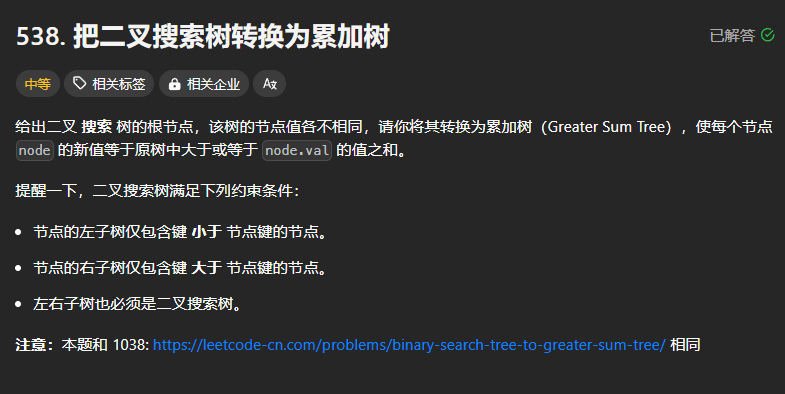 538. 把二叉搜索树转换为累加树
已解答
中等 相关标签 相关企业 Az
给出二叉 搜索 树的根节点，该树的节点值各不相同，请你将其转换为累加树（Greater Sum Tree），使每个节点
node 的新值等于原树中大于或等于 node.val 的值之和。
提醒一下，二叉搜索树满足下列约束条件：
节点的左子树仅包含键 小于 节点键的节点。
节点的右子树仅包含键 大于 节点键的节点。
左右子树也必须是二叉搜索树。
注意：本题和 1038: https://leetcode-cn.com/problems/binary-search-tree-to-greater-sum-tree/ 相同